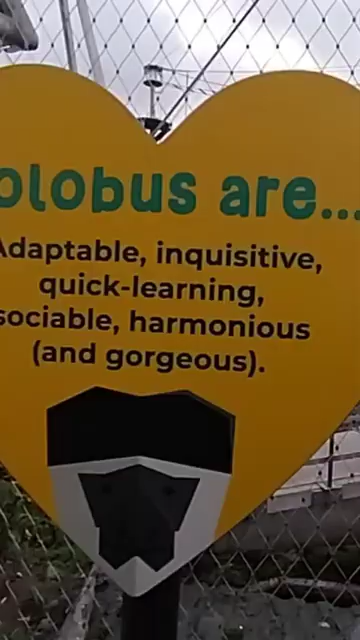 olobus are...
Adaptable, inquisitive,
quick-learning,
sociable, harmonious
(and gorgeous).